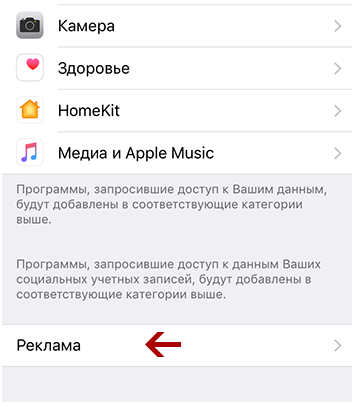 Камера
Здоровье
HomeKit
Медиа и Apple Music
Программы, запросившие доступ к Вашим данным,
будут добавлены в соответствующие категории
выше.
Программы, запросившие доступ к данным Ваших
социальных учетных записей, будут добавлены в
соответствующие категории выше.
Реклама